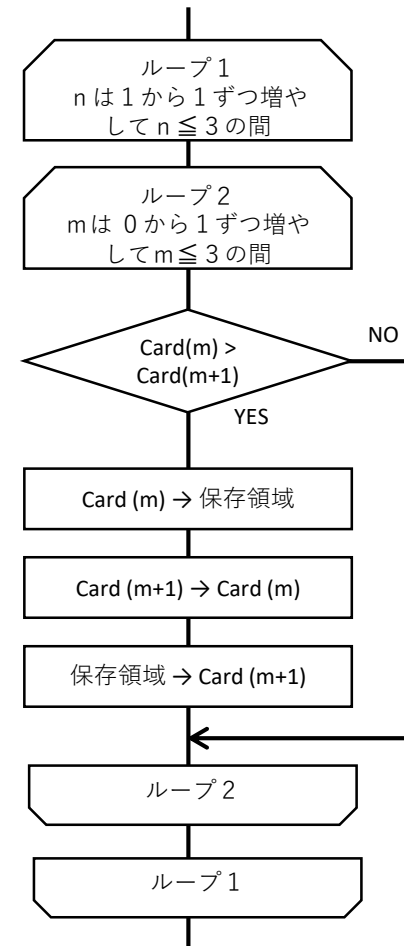 ループ１
ｎは１から１ずつ増や
してｎ≦３の間
ループ２
ｍは ０から１ずつ増や
してｍ≦３の間
Card(m) >
Card(m+1)
NO
YES
Card (m) → 保存領域
Card (m+1) → Card (m)
保存領域 → Card (m+1)
ループ２
ループ１